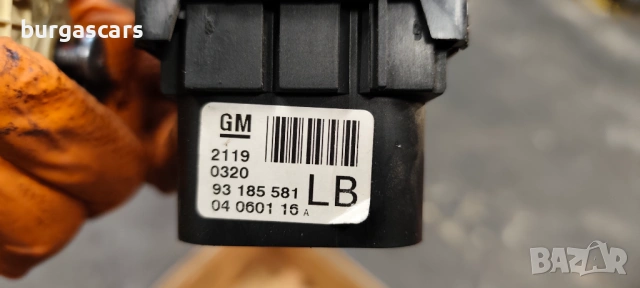 burgascars
GM
2119
0320
93 185 581
LB
04 0601 16 A
BAZAR